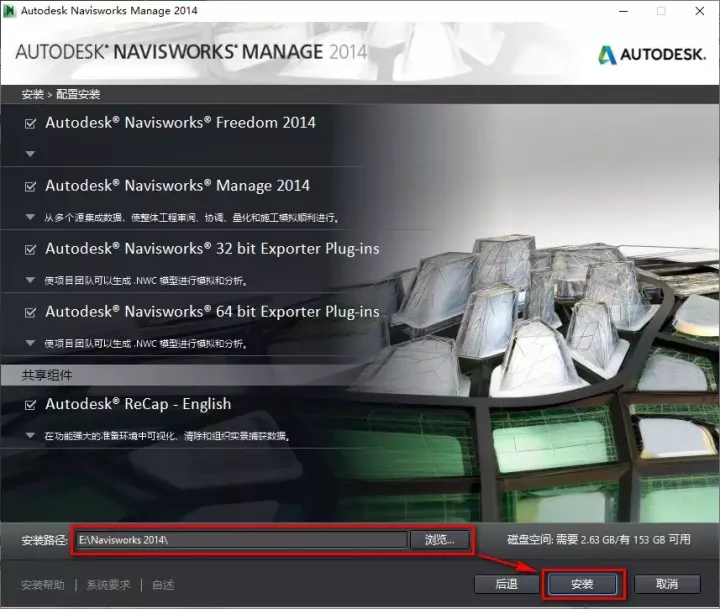 Autodesk Navisworks Manage 2014
AUTODESK® NAVISWORKS® MANAGE 2014
AUTODESK.
安装 > 配置安装
Autodesk® Navisworks® Freedom 2014
Autodesk® Navisworks® Manage 2014
从多个源集成数据、使整体工程审阅、协调、量化和施工模拟顺利进行。
Autodesk® Navisworks® 32 bit Exporter Plug-ins
使项目团队可以生成 .NWC 模型进行模拟和分析。
Autodesk® Navisworks® 64 bit Exporter Plug-ins
使项目团队可以生成 .NWC 模型进行模拟和分析。
共享组件
Autodesk® ReCap - English
在功能强大的准备环境中可视化、清除和组织实景捕获数据。
安装路径: E:\Navisworks 2014\ 浏览... 磁盘空间: 需要 2.63 GB/有 153 GB 可用
安装帮助 | 系统要求 | 自述 后退 安装 取消